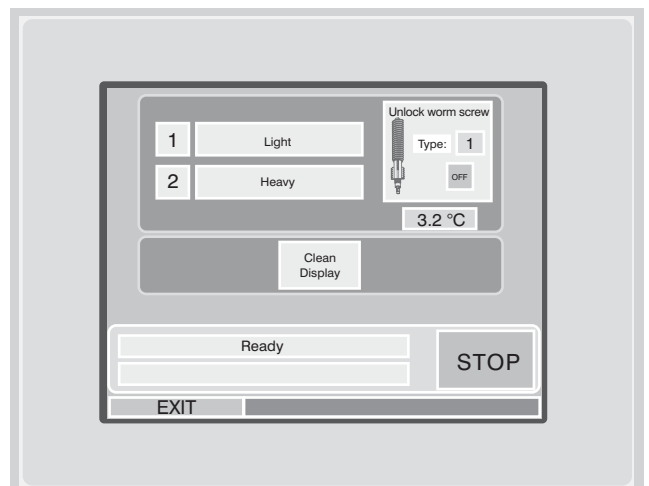 Unlock worm screw
1 Light
Type: 1
2 Heavy
OFF
3.2 °C
Clean
Display
Ready
STOP
EXIT